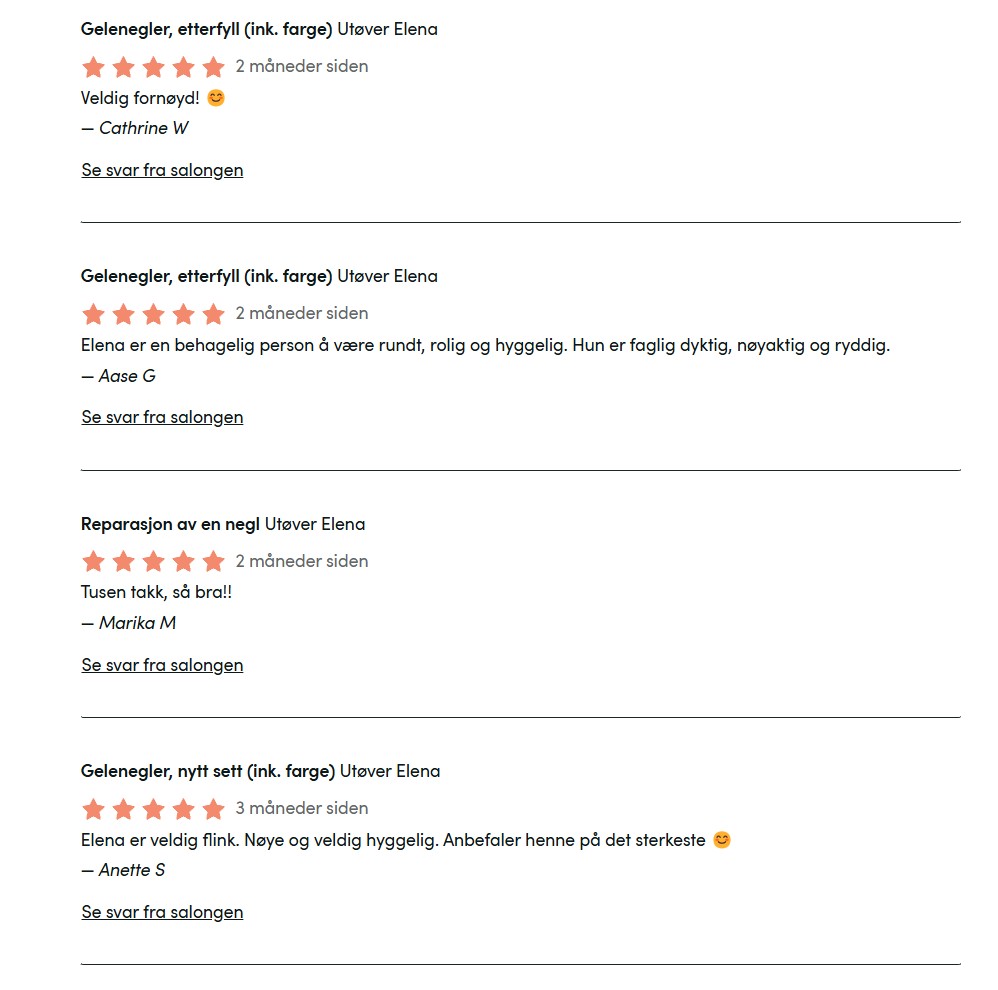 Gelenegler, etterfyll (ink. farge) Utøver Elena
2 måneder siden
Veldig fornøyd! 😊
— Cathrine W
Se svar fra salongen
Gelenegler, etterfyll (ink. farge) Utøver Elena
2 måneder siden
Elena er en behagelig person å være rundt, rolig og hyggelig. Hun er faglig dyktig, nøyaktig og ryddig.
— Aase G
Se svar fra salongen
Reparasjon av en negl Utøver Elena
2 måneder siden
Tusen takk, så bra!!
— Marika M
Se svar fra salongen
Gelenegler, nytt sett (ink. farge) Utøver Elena
3 måneder siden
Elena er veldig flink. Nøye og veldig hyggelig. Anbefaler henne på det sterkeste 😊
— Anette S
Se svar fra salongen